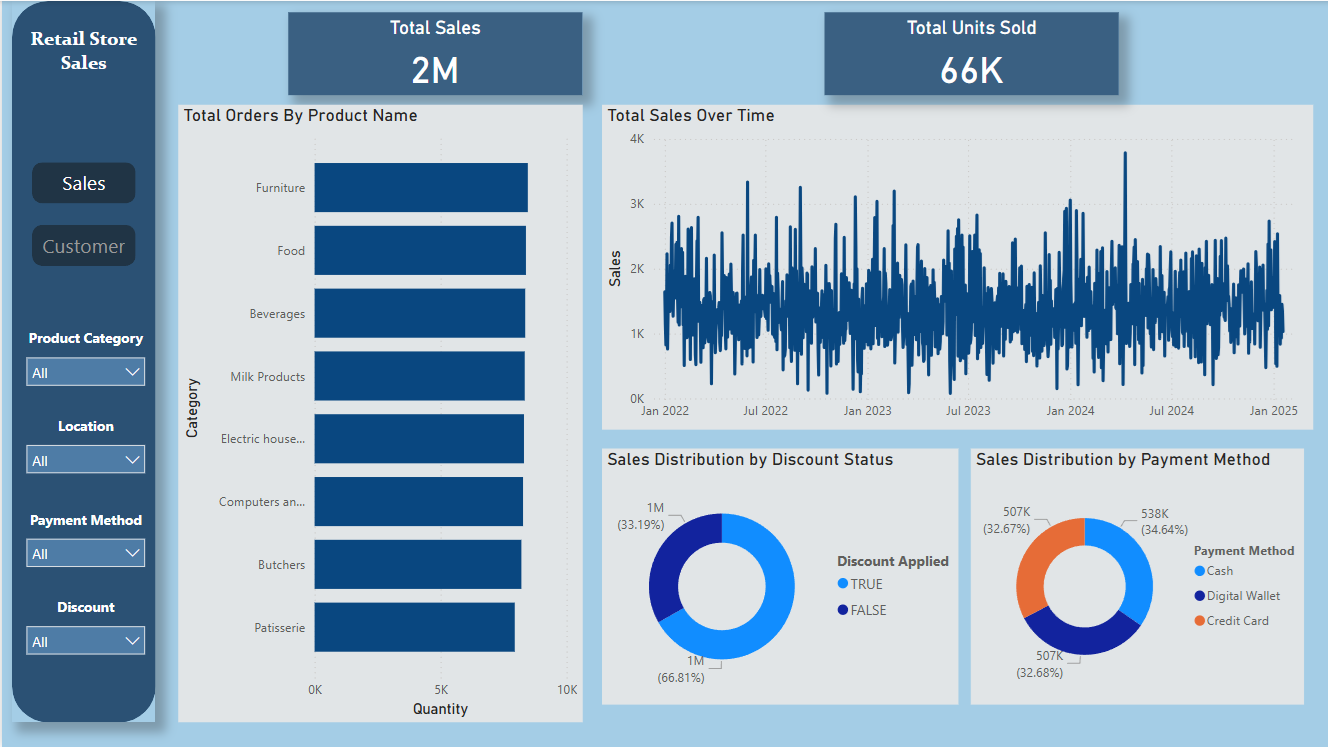 Retail Store
Sales
Sales
Customer
Product Category
All
Location
All
Payment Method
All
Discount
All
Total Sales
2M
Total Units Sold
66K
Total Orders By Product Name
Category
Furniture
Food
Beverages
Milk Products
Electric house...
Computers an...
Butchers
Patisserie
0K 5K 10K
Quantity
Total Sales Over Time
Sales
4K
3K
2K
1K
0K
Jan 2022 Jul 2022 Jan 2023 Jul 2023 Jan 2024 Jul 2024 Jan 2025
Sales Distribution by Discount Status
1M
(33.19%)
1M
(66.81%)
Discount Applied
TRUE
FALSE
Sales Distribution by Payment Method
507K
(32.67%)
538K
(34.64%)
507K
(32.68%)
Payment Method
Cash
Digital Wallet
Credit Card